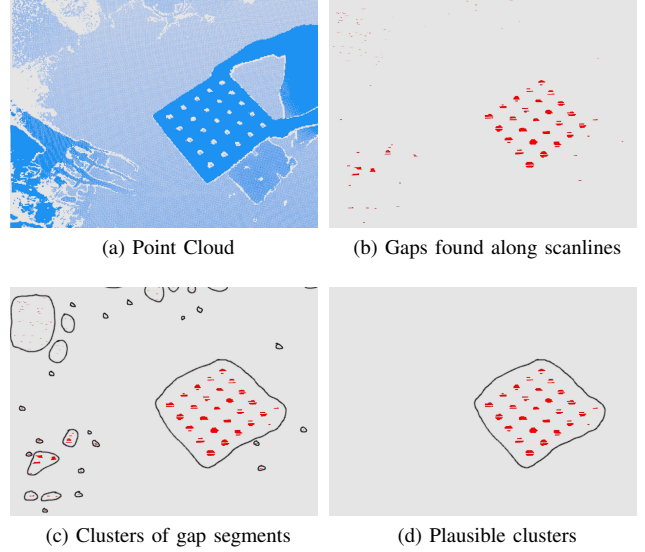 (a) Point Cloud
(b) Gaps found along scanlines
(c) Clusters of gap segments
(d) Plausible clusters